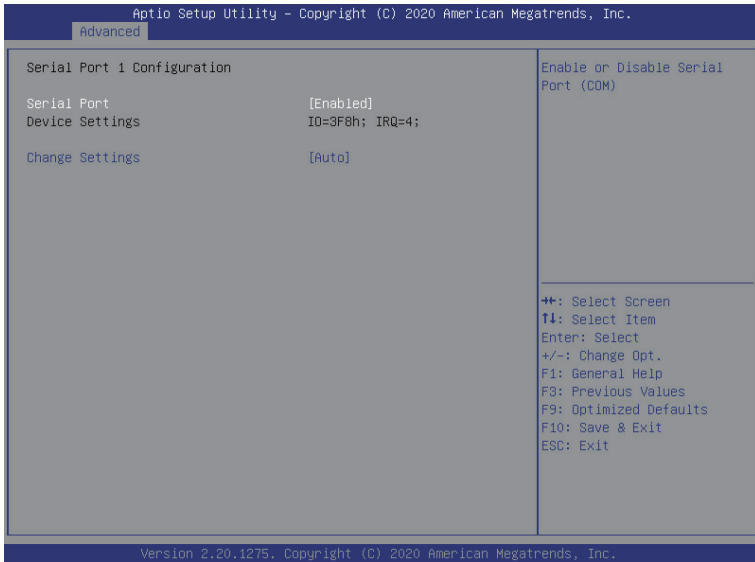 Aptio Setup Utility – Copyright (C) 2020 American Megatrends, Inc.
Advanced
Serial Port 1 Configuration
Serial Port [Enabled]
Device Settings IO=3F8h; IRQ=4;
Change Settings [Auto]
Enable or Disable Serial
Port (COM)
→←: Select Screen
↑↓: Select Item
Enter: Select
+/-: Change Opt.
F1: General Help
F3: Previous Values
F9: Optimized Defaults
F10: Save & Exit
ESC: Exit
Version 2.20.1275. Copyright (C) 2020 American Megatrends, Inc.